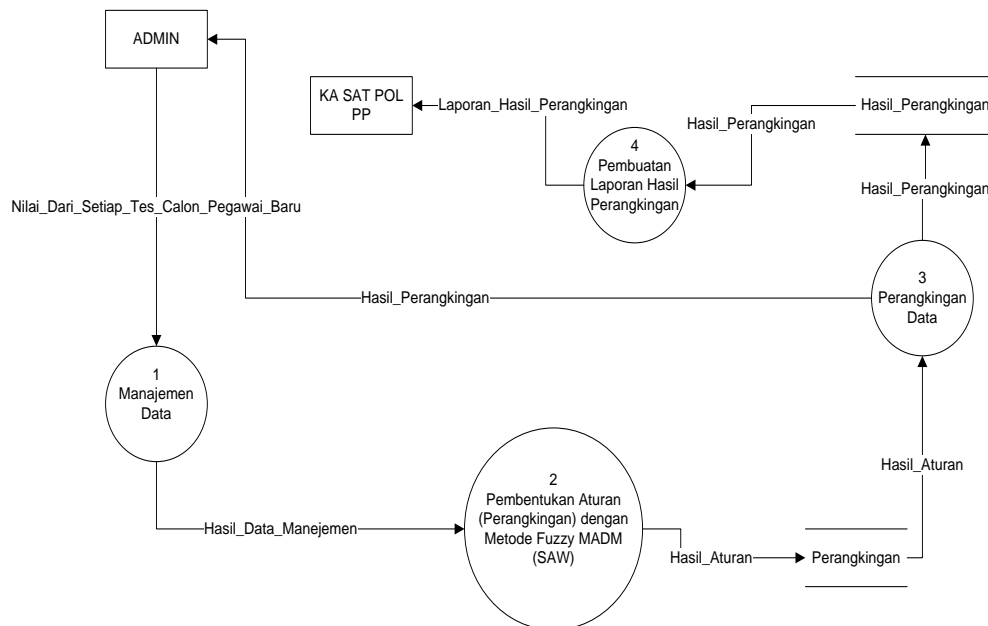 ADMIN
KA SAT POL
PP
Laporan_Hasil_Perangkingan
Hasil_Perangkingan
Hasil_Perangkingan
4
Pembuatan
Laporan Hasil
Perangkingan
Hasil_Perangkingan
Nilai_Dari_Setiap_Tes_Calon_Pegawai_Baru
3
Perangkingan
Data
Hasil_Perangkingan
1
Manajemen
Data
Hasil_Aturan
2
Pembentukan Aturan
(Perangkingan) dengan
Metode Fuzzy MADM
(SAW)
Hasil_Data_Manejemen
Hasil_Aturan
Perangkingan